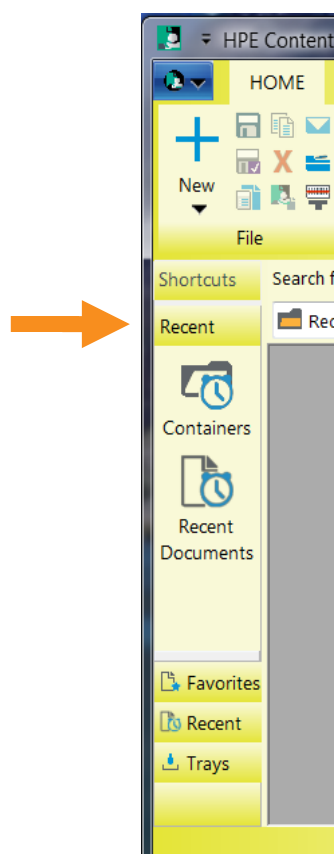 HPE Content
HOME
New
File
Shortcuts
Search f
Recent
Rec
Containers
Recent
Documents
Favorites
Recent
Trays